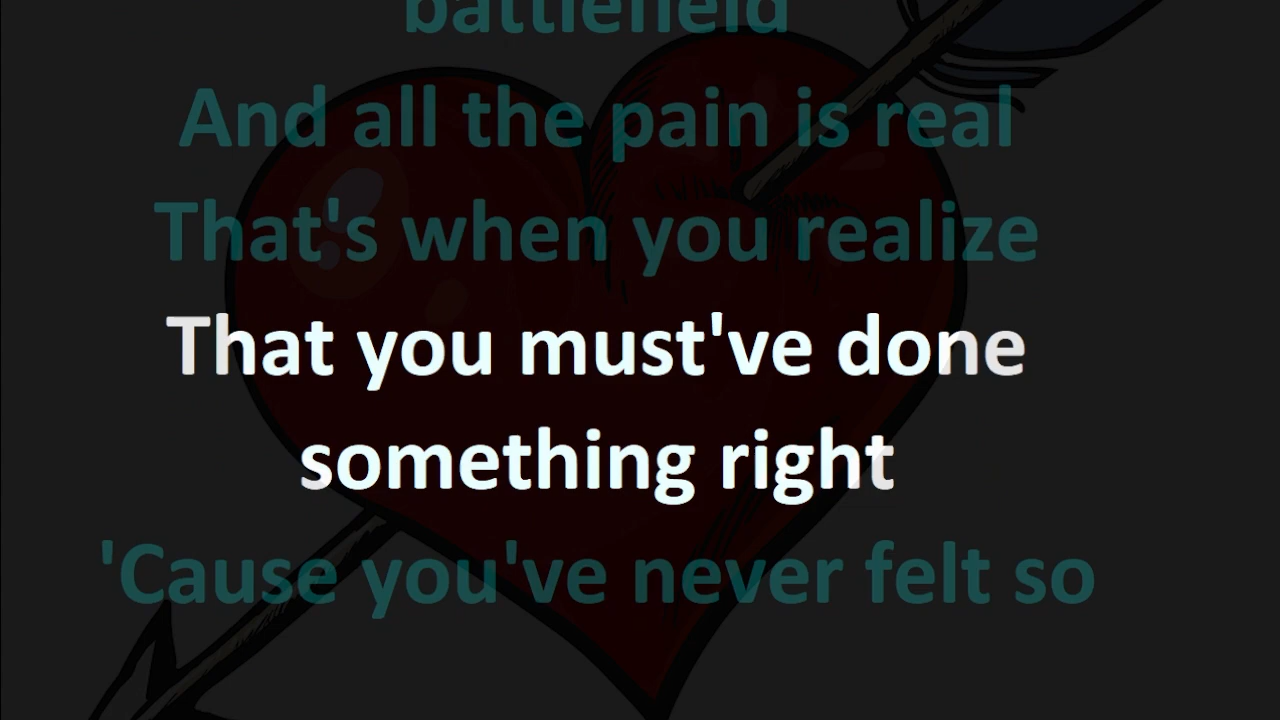 battlefield
And all the pain is real
That's when you realize
That you must've done
something right
'Cause you've never felt so